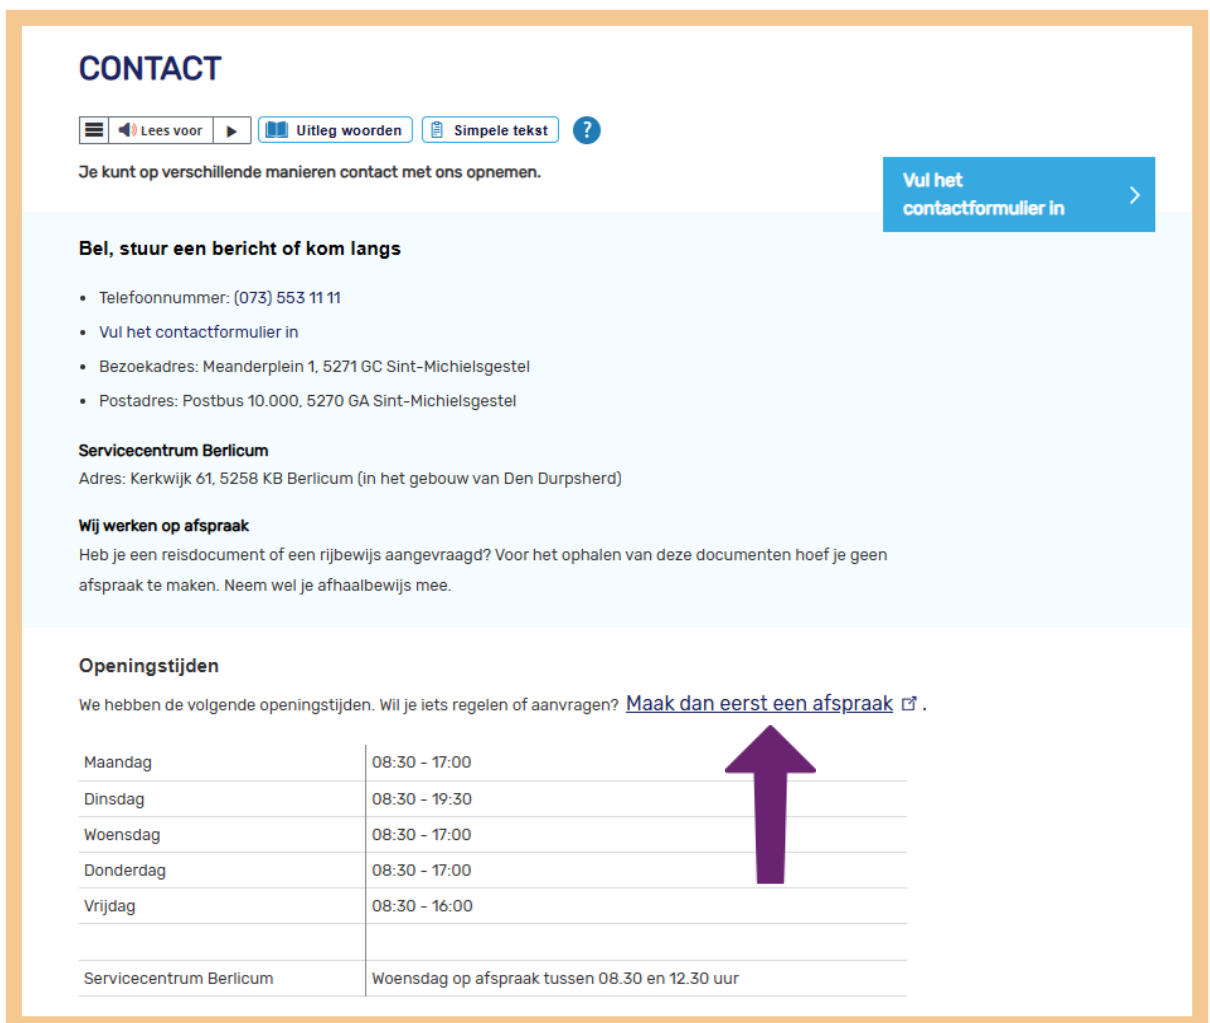 CONTACT
Lees voor
Uitleg woorden
Simpele tekst
?
Je kunt op verschillende manieren contact met ons opnemen.
Vul het
contactformulier in
Bel, stuur een bericht of kom langs
• Telefoonnummer: (073) 553 11 11
• Vul het contactformulier in
• Bezoekadres: Meanderplein 1, 5271 GC Sint-Michielsgestel
• Postadres: Postbus 10.000, 5270 GA Sint-Michielsgestel
Servicecentrum Berlicum
Adres: Kerkwijk 61, 5258 KB Berlicum (in het gebouw van Den Durpsherd)
Wij werken op afspraak
Heb je een reisdocument of een rijbewijs aangevraagd? Voor het ophalen van deze documenten hoef je geen
afspraak te maken. Neem wel je afhaalbewijs mee.
Openingstijden
We hebben de volgende openingstijden. Wil je iets regelen of aanvragen? Maak dan eerst een afspraak.
Maandag 08:30 - 17:00
Dinsdag 08:30 - 19:30
Woensdag 08:30 - 17:00
Donderdag 08:30 - 17:00
Vrijdag 08:30 - 16:00
Servicecentrum Berlicum Woensdag op afspraak tussen 08.30 en 12.30 uur